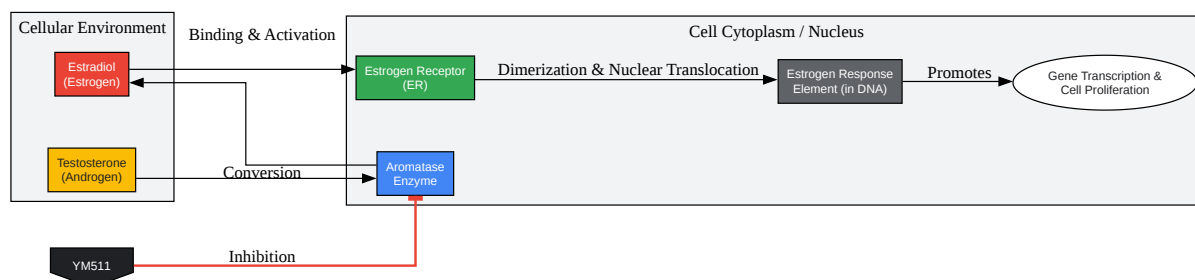 Cellular Environment
Cell Cytoplasm / Nucleus
Binding & Activation
Estradiol
(Estrogen)
Estrogen Receptor
(ER)
Dimerization & Nuclear Translocation
Estrogen Response
Element (in DNA)
Promotes
Gene Transcription &
Cell Proliferation
Testosterone
(Androgen)
Conversion
Aromatase
Enzyme
Inhibition
YM511